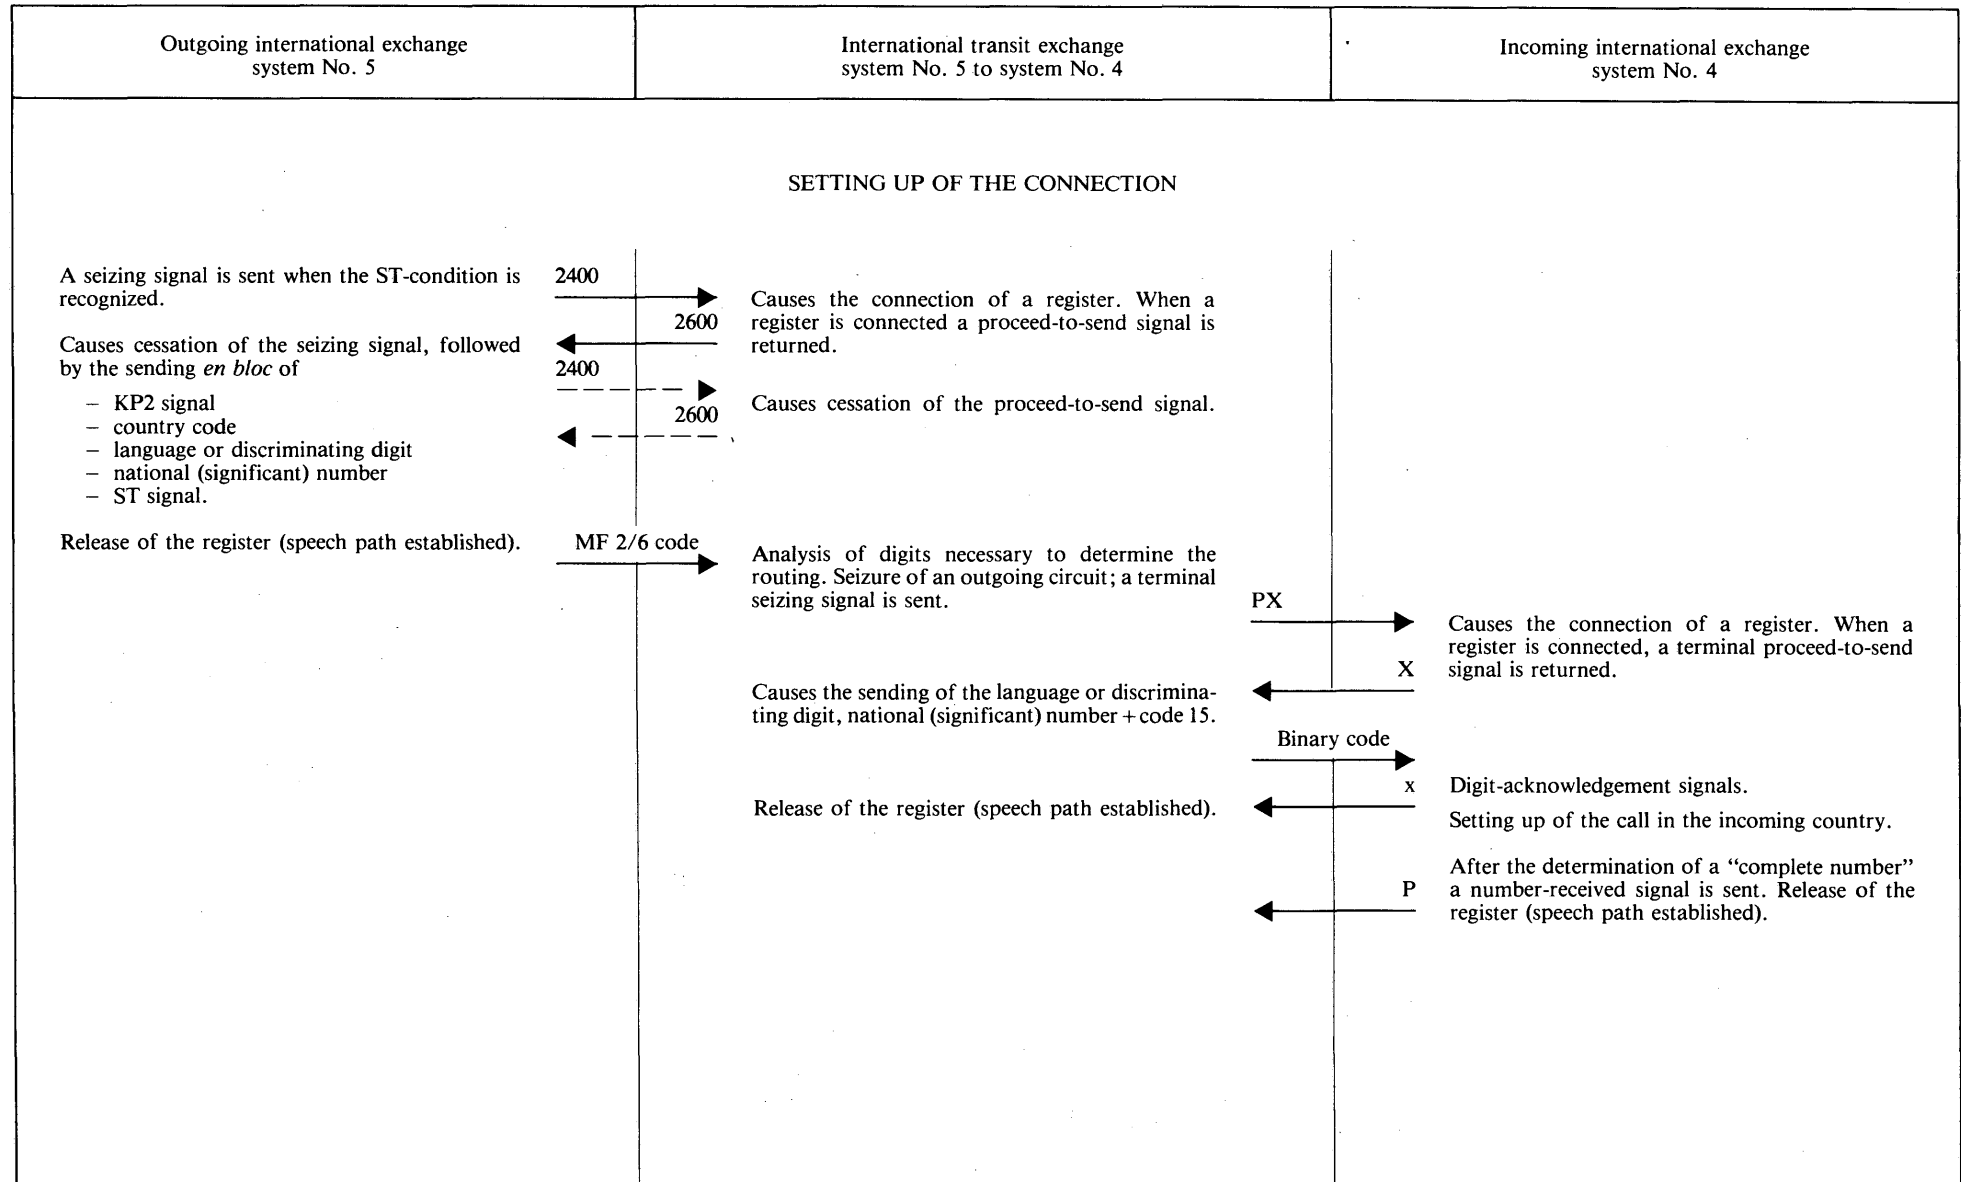 Outgoing international exchange
system No. 5
International transit exchange
system No. 5 to system No. 4
Incoming international exchange
system No. 4
SETTING UP OF THE CONNECTION
A seizing signal is sent when the ST-condition is
recognized.
2400
Causes the connection of a register. When a
register is connected a proceed-to-send signal is
returned.
2600
Causes cessation of the seizing signal, followed
by the sending en bloc of
– KP2 signal
– country code
– language or discriminating digit
– national (significant) number
– ST signal.
2400
Causes cessation of the proceed-to-send signal.
2600
Release of the register (speech path established).
MF 2/6 code
Analysis of digits necessary to determine the
routing. Seizure of an outgoing circuit; a terminal
seizing signal is sent.
PX
Causes the connection of a register. When a
register is connected, a terminal proceed-to-send
signal is returned.
X
Causes the sending of the language or discrimina-
ting digit, national (significant) number + code 15.
Binary code
x
Digit-acknowledgement signals.
Release of the register (speech path established).
Setting up of the call in the incoming country.
After the determination of a “complete number”
a number-received signal is sent. Release of the
register (speech path established).
P